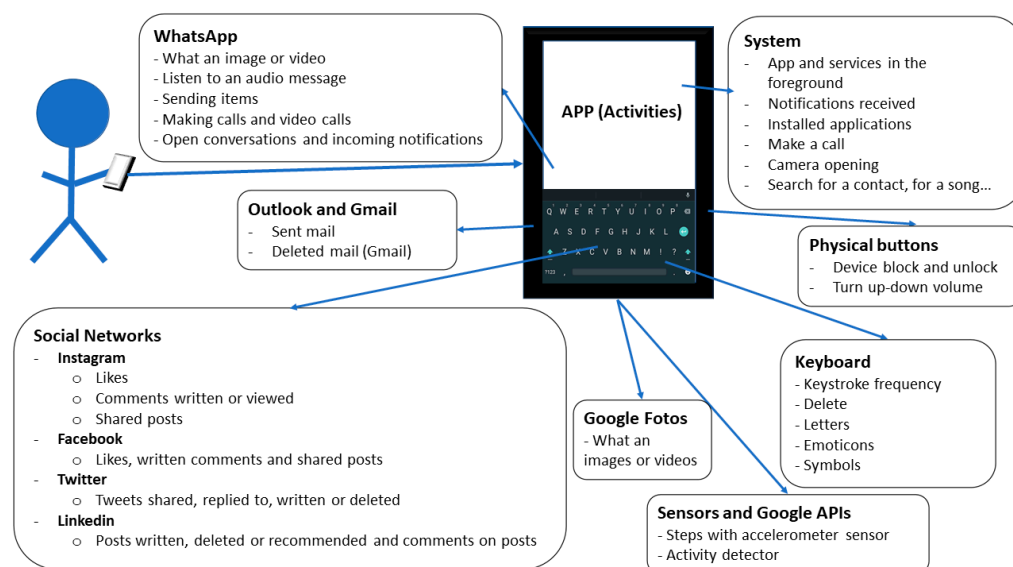 WhatsApp
- What an image or video
- Listen to an audio message
- Sending items
- Making calls and video calls
- Open conversations and incoming notifications
APP (Activities)
System
- App and services in the
foreground
- Notifications received
- Installed applications
- Make a call
- Camera opening
- Search for a contact, for a song...
Outlook and Gmail
- Sent mail
- Deleted mail (Gmail)
Q W E R T Y U I O P
A S D F G H J K L
Z X C V B N M ! ?
?123 , .
Physical buttons
- Device block and unlock
- Turn up-down volume
Social Networks
- Instagram
o Likes
o Comments written or viewed
o Shared posts
- Facebook
o Likes, written comments and shared posts
- Twitter
o Tweets shared, replied to, written or deleted
- Linkedin
o Posts written, deleted or recommended and comments on posts
Google Fotos
- What an
images or videos
Keyboard
- Keystroke frequency
- Delete
- Letters
- Emoticons
- Symbols
Sensors and Google APIs
- Steps with accelerometer sensor
- Activity detector